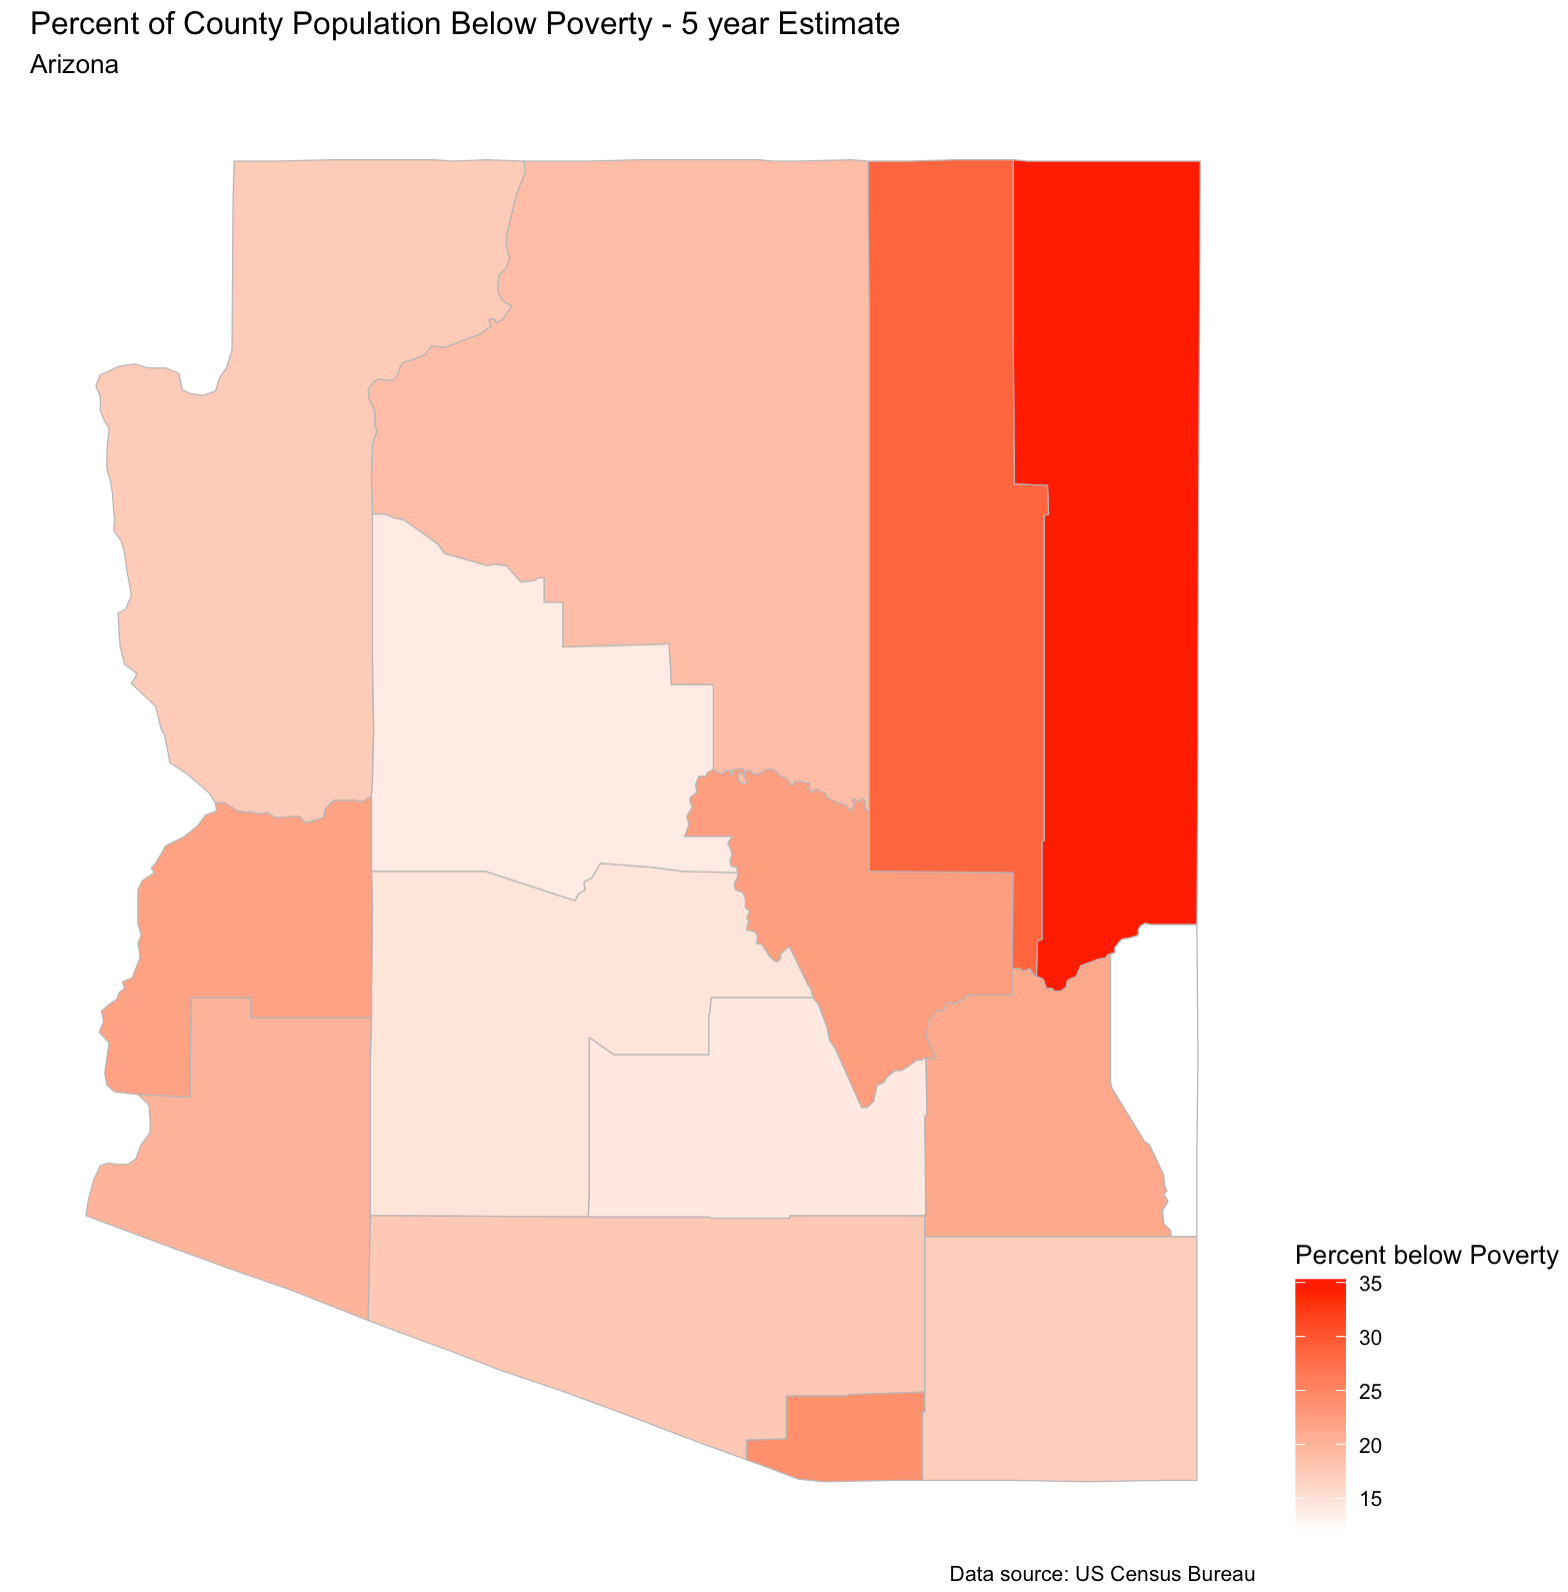 Percent of County Population Below Poverty - 5 year Estimate
Arizona
Percent below Poverty
35
30
25
20
15
Data source: US Census Bureau